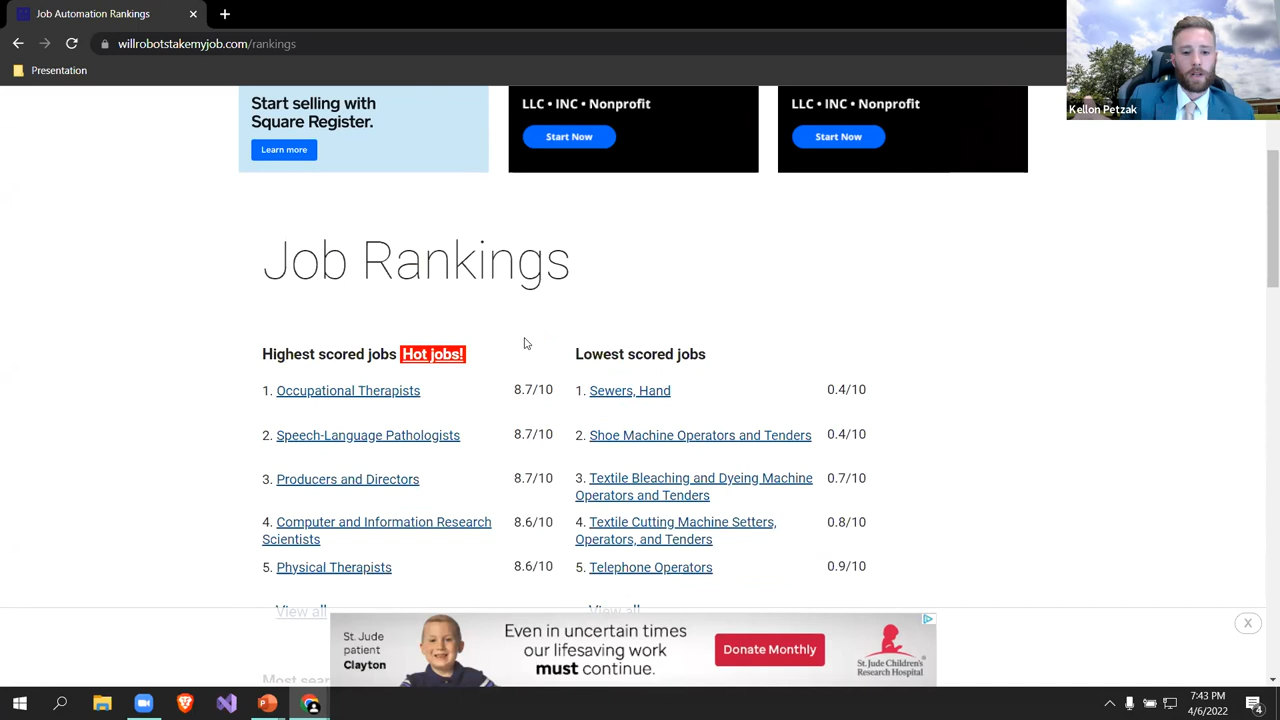 Job Automation Rankings
willrobotstakemyjob.com/rankings
Presentation
Kellon Petzak
Start selling with
Square Register.
Learn more
LLC • INC • Nonprofit
Start Now
LLC • INC • Nonprofit
Start Now
Job Rankings
Highest scored jobs Hot jobs!
1. Occupational Therapists 8.7/10
2. Speech-Language Pathologists 8.7/10
3. Producers and Directors 8.7/10
4. Computer and Information Research
Scientists 8.6/10
5. Physical Therapists 8.6/10
View all
Lowest scored jobs
1. Sewers, Hand 0.4/10
2. Shoe Machine Operators and Tenders 0.4/10
3. Textile Bleaching and Dyeing Machine
Operators and Tenders 0.7/10
4. Textile Cutting Machine Setters,
Operators, and Tenders 0.8/10
5. Telephone Operators 0.9/10
View all
Most sear
St. Jude
patient
Clayton
Even in uncertain times
our lifesaving work
must continue.
Donate Monthly
St. Jude Children's
Research Hospital
X
7:43 PM
4/6/2022
4